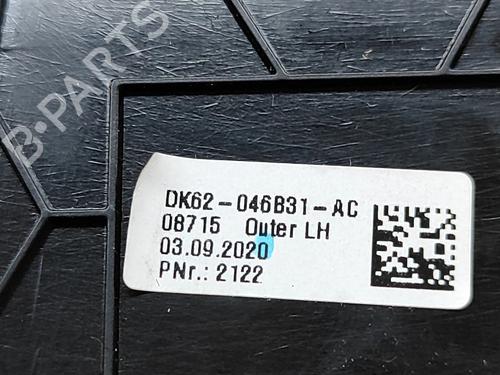 B-PARTS
DK62-046B31-AC
08715 Outer LH
03.09.2020
PNr.: 2122